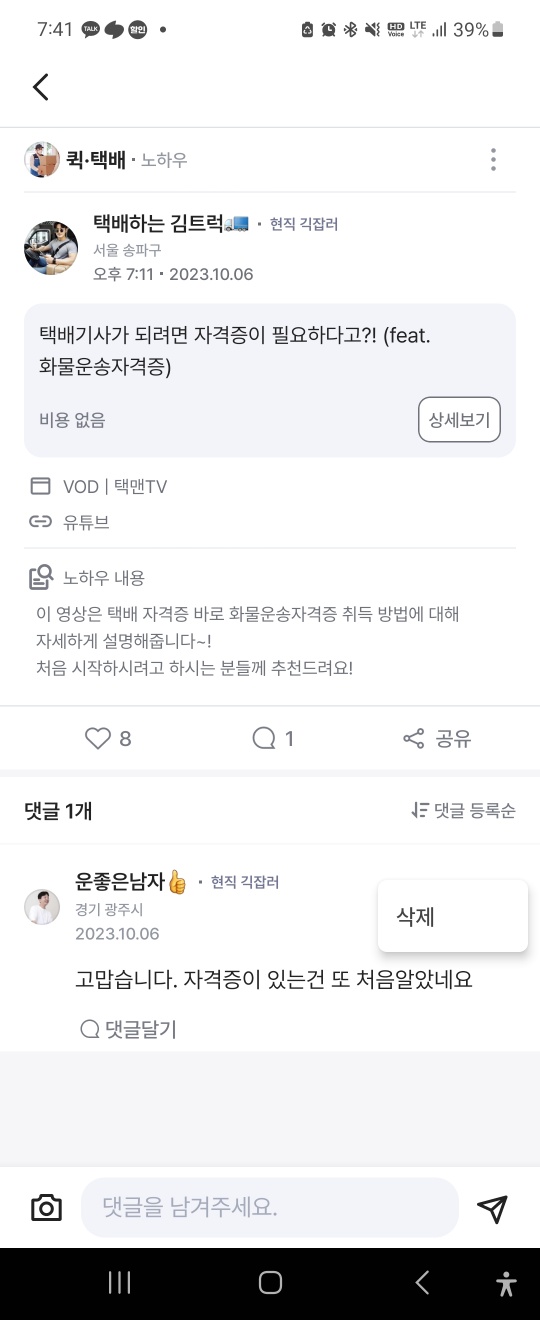 7:41 TALK 할인 HD Voice LTE 39%
퀵·택배 · 노하우
택배하는 김트럭🚛 · 현직 긱잡러
서울 송파구
오후 7:11 · 2023.10.06
택배기사가 되려면 자격증이 필요하다고?! (feat.
화물운송자격증)
비용 없음 상세보기
VOD | 택맨TV
유튜브
노하우 내용
이 영상은 택배 자격증 바로 화물운송자격증 취득 방법에 대해
자세하게 설명해줍니다~!
처음 시작하시려고 하시는 분들께 추천드려요!
8 1 공유
댓글 1개 댓글 등록순
운좋은남자👍 · 현직 긱잡러
경기 광주시
삭제
2023.10.06
고맙습니다. 자격증이 있는건 또 처음알았네요
댓글달기
댓글을 남겨주세요.